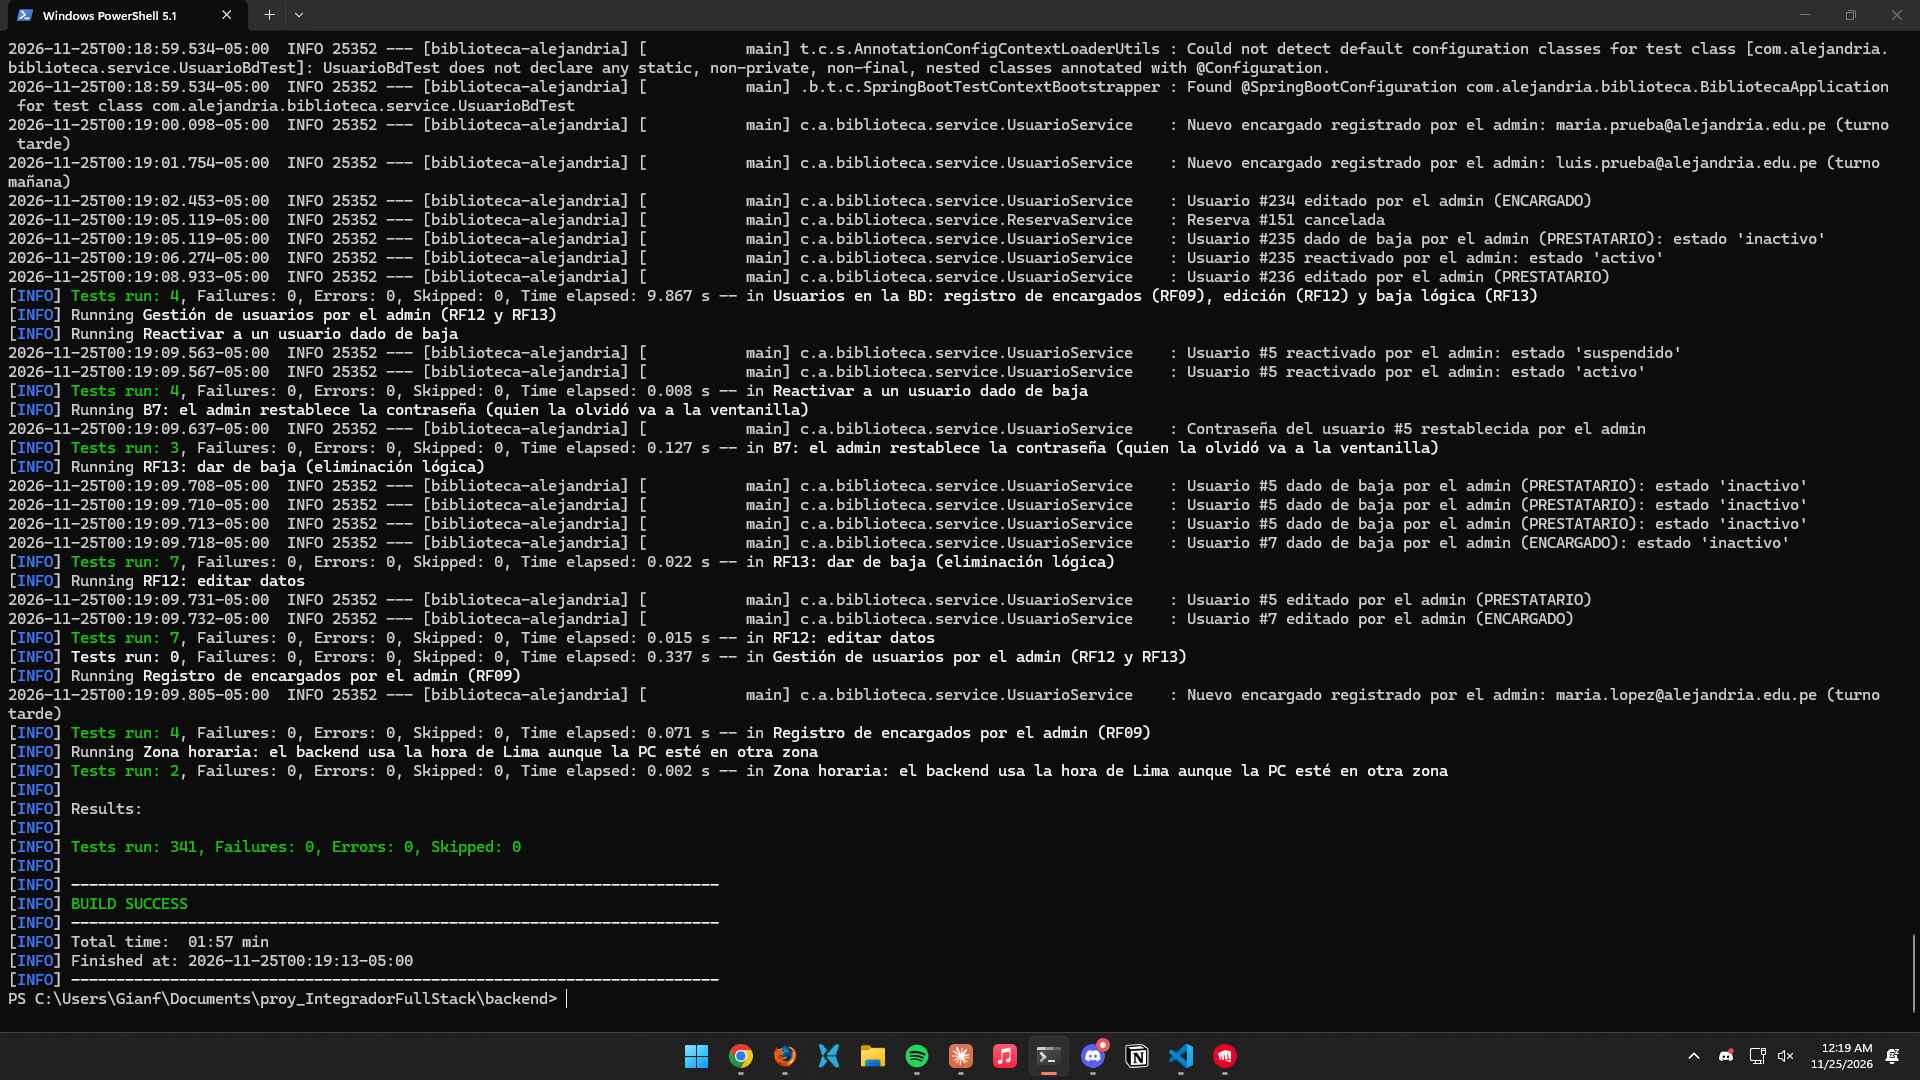 Windows PowerShell 5.1
2026-11-25T00:18:59.534-05:00  INFO 25352 --- [biblioteca-alejandria] [           main] t.c.s.AnnotationConfigContextLoaderUtils : Could not detect default configuration classes for test class [com.alejandria.
biblioteca.service.UsuarioBdTest]: UsuarioBdTest does not declare any static, non-private, non-final, nested classes annotated with @Configuration.
2026-11-25T00:18:59.534-05:00  INFO 25352 --- [biblioteca-alejandria] [           main] .b.t.c.SpringBootTestContextBootstrapper : Found @SpringBootConfiguration com.alejandria.biblioteca.BibliotecaApplication
 for test class com.alejandria.biblioteca.service.UsuarioBdTest
2026-11-25T00:19:00.098-05:00  INFO 25352 --- [biblioteca-alejandria] [           main] c.a.biblioteca.service.UsuarioService    : Nuevo encargado registrado por el admin: maria.prueba@alejandria.edu.pe (turno
 tarde)
2026-11-25T00:19:01.754-05:00  INFO 25352 --- [biblioteca-alejandria] [           main] c.a.biblioteca.service.UsuarioService    : Nuevo encargado registrado por el admin: luis.prueba@alejandria.edu.pe (turno
mañana)
2026-11-25T00:19:02.453-05:00  INFO 25352 --- [biblioteca-alejandria] [           main] c.a.biblioteca.service.UsuarioService    : Usuario #234 editado por el admin (ENCARGADO)
2026-11-25T00:19:05.119-05:00  INFO 25352 --- [biblioteca-alejandria] [           main] c.a.biblioteca.service.ReservaService    : Reserva #151 cancelada
2026-11-25T00:19:05.119-05:00  INFO 25352 --- [biblioteca-alejandria] [           main] c.a.biblioteca.service.UsuarioService    : Usuario #235 dado de baja por el admin (PRESTATARIO): estado 'inactivo'
2026-11-25T00:19:06.274-05:00  INFO 25352 --- [biblioteca-alejandria] [           main] c.a.biblioteca.service.UsuarioService    : Usuario #235 reactivado por el admin: estado 'activo'
2026-11-25T00:19:08.933-05:00  INFO 25352 --- [biblioteca-alejandria] [           main] c.a.biblioteca.service.UsuarioService    : Usuario #236 editado por el admin (PRESTATARIO)
[INFO] Tests run: 4, Failures: 0, Errors: 0, Skipped: 0, Time elapsed: 9.867 s -- in Usuarios en la BD: registro de encargados (RF09), edición (RF12) y baja lógica (RF13)
[INFO] Running Gestión de usuarios por el admin (RF12 y RF13)
[INFO] Running Reactivar a un usuario dado de baja
2026-11-25T00:19:09.563-05:00  INFO 25352 --- [biblioteca-alejandria] [           main] c.a.biblioteca.service.UsuarioService    : Usuario #5 reactivado por el admin: estado 'suspendido'
2026-11-25T00:19:09.567-05:00  INFO 25352 --- [biblioteca-alejandria] [           main] c.a.biblioteca.service.UsuarioService    : Usuario #5 reactivado por el admin: estado 'activo'
[INFO] Tests run: 4, Failures: 0, Errors: 0, Skipped: 0, Time elapsed: 0.008 s -- in Reactivar a un usuario dado de baja
[INFO] Running B7: el admin restablece la contraseña (quien la olvidó va a la ventanilla)
2026-11-25T00:19:09.637-05:00  INFO 25352 --- [biblioteca-alejandria] [           main] c.a.biblioteca.service.UsuarioService    : Contraseña del usuario #5 restablecida por el admin
[INFO] Tests run: 3, Failures: 0, Errors: 0, Skipped: 0, Time elapsed: 0.127 s -- in B7: el admin restablece la contraseña (quien la olvidó va a la ventanilla)
[INFO] Running RF13: dar de baja (eliminación lógica)
2026-11-25T00:19:09.708-05:00  INFO 25352 --- [biblioteca-alejandria] [           main] c.a.biblioteca.service.UsuarioService    : Usuario #5 dado de baja por el admin (PRESTATARIO): estado 'inactivo'
2026-11-25T00:19:09.710-05:00  INFO 25352 --- [biblioteca-alejandria] [           main] c.a.biblioteca.service.UsuarioService    : Usuario #5 dado de baja por el admin (PRESTATARIO): estado 'inactivo'
2026-11-25T00:19:09.713-05:00  INFO 25352 --- [biblioteca-alejandria] [           main] c.a.biblioteca.service.UsuarioService    : Usuario #5 dado de baja por el admin (PRESTATARIO): estado 'inactivo'
2026-11-25T00:19:09.718-05:00  INFO 25352 --- [biblioteca-alejandria] [           main] c.a.biblioteca.service.UsuarioService    : Usuario #7 dado de baja por el admin (ENCARGADO): estado 'inactivo'
[INFO] Tests run: 7, Failures: 0, Errors: 0, Skipped: 0, Time elapsed: 0.022 s -- in RF13: dar de baja (eliminación lógica)
[INFO] Running RF12: editar datos
2026-11-25T00:19:09.731-05:00  INFO 25352 --- [biblioteca-alejandria] [           main] c.a.biblioteca.service.UsuarioService    : Usuario #5 editado por el admin (PRESTATARIO)
2026-11-25T00:19:09.732-05:00  INFO 25352 --- [biblioteca-alejandria] [           main] c.a.biblioteca.service.UsuarioService    : Usuario #7 editado por el admin (ENCARGADO)
[INFO] Tests run: 7, Failures: 0, Errors: 0, Skipped: 0, Time elapsed: 0.015 s -- in RF12: editar datos
[INFO] Tests run: 0, Failures: 0, Errors: 0, Skipped: 0, Time elapsed: 0.337 s -- in Gestión de usuarios por el admin (RF12 y RF13)
[INFO] Running Registro de encargados por el admin (RF09)
2026-11-25T00:19:09.805-05:00  INFO 25352 --- [biblioteca-alejandria] [           main] c.a.biblioteca.service.UsuarioService    : Nuevo encargado registrado por el admin: maria.lopez@alejandria.edu.pe (turno
tarde)
[INFO] Tests run: 4, Failures: 0, Errors: 0, Skipped: 0, Time elapsed: 0.071 s -- in Registro de encargados por el admin (RF09)
[INFO] Running Zona horaria: el backend usa la hora de Lima aunque la PC esté en otra zona
[INFO] Tests run: 2, Failures: 0, Errors: 0, Skipped: 0, Time elapsed: 0.002 s -- in Zona horaria: el backend usa la hora de Lima aunque la PC esté en otra zona
[INFO]
[INFO] Results:
[INFO]
[INFO] Tests run: 341, Failures: 0, Errors: 0, Skipped: 0
[INFO]
[INFO] ------------------------------------------------------------------------
[INFO] BUILD SUCCESS
[INFO] ------------------------------------------------------------------------
[INFO] Total time:  01:57 min
[INFO] Finished at: 2026-11-25T00:19:13-05:00
[INFO] ------------------------------------------------------------------------
PS C:\Users\Gianf\Documents\proy_IntegradorFullStack\backend>
12:19 AM
11/25/2026